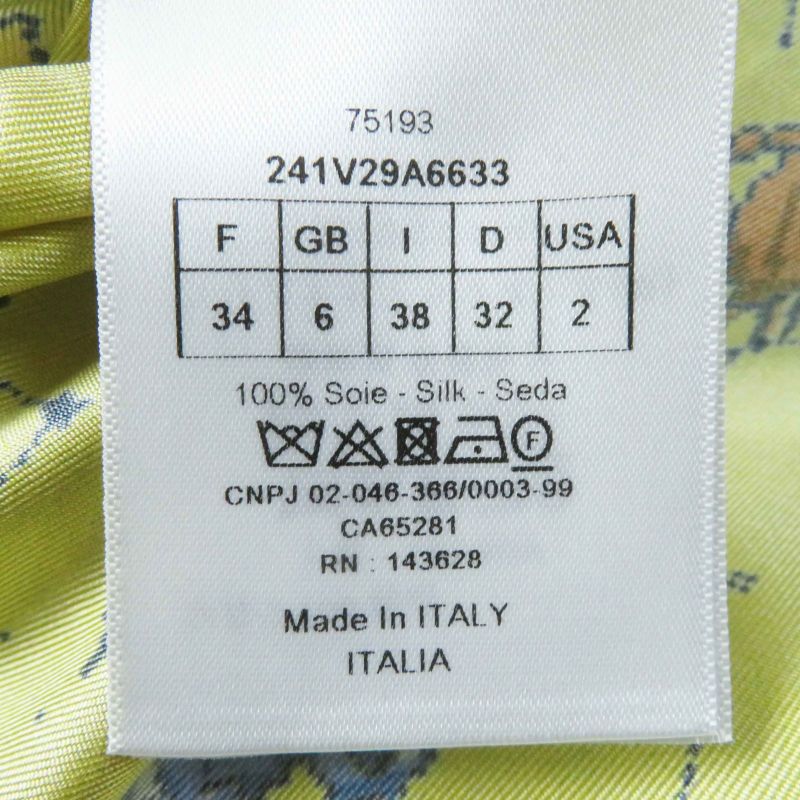 75193
241V29A6633
F GB I D USA
34 6 38 32 2
100% Soie - Silk - Seda
F
CNPJ 02-046-366/0003-99
CA65281
RN : 143628
Made In ITALY
ITALIA